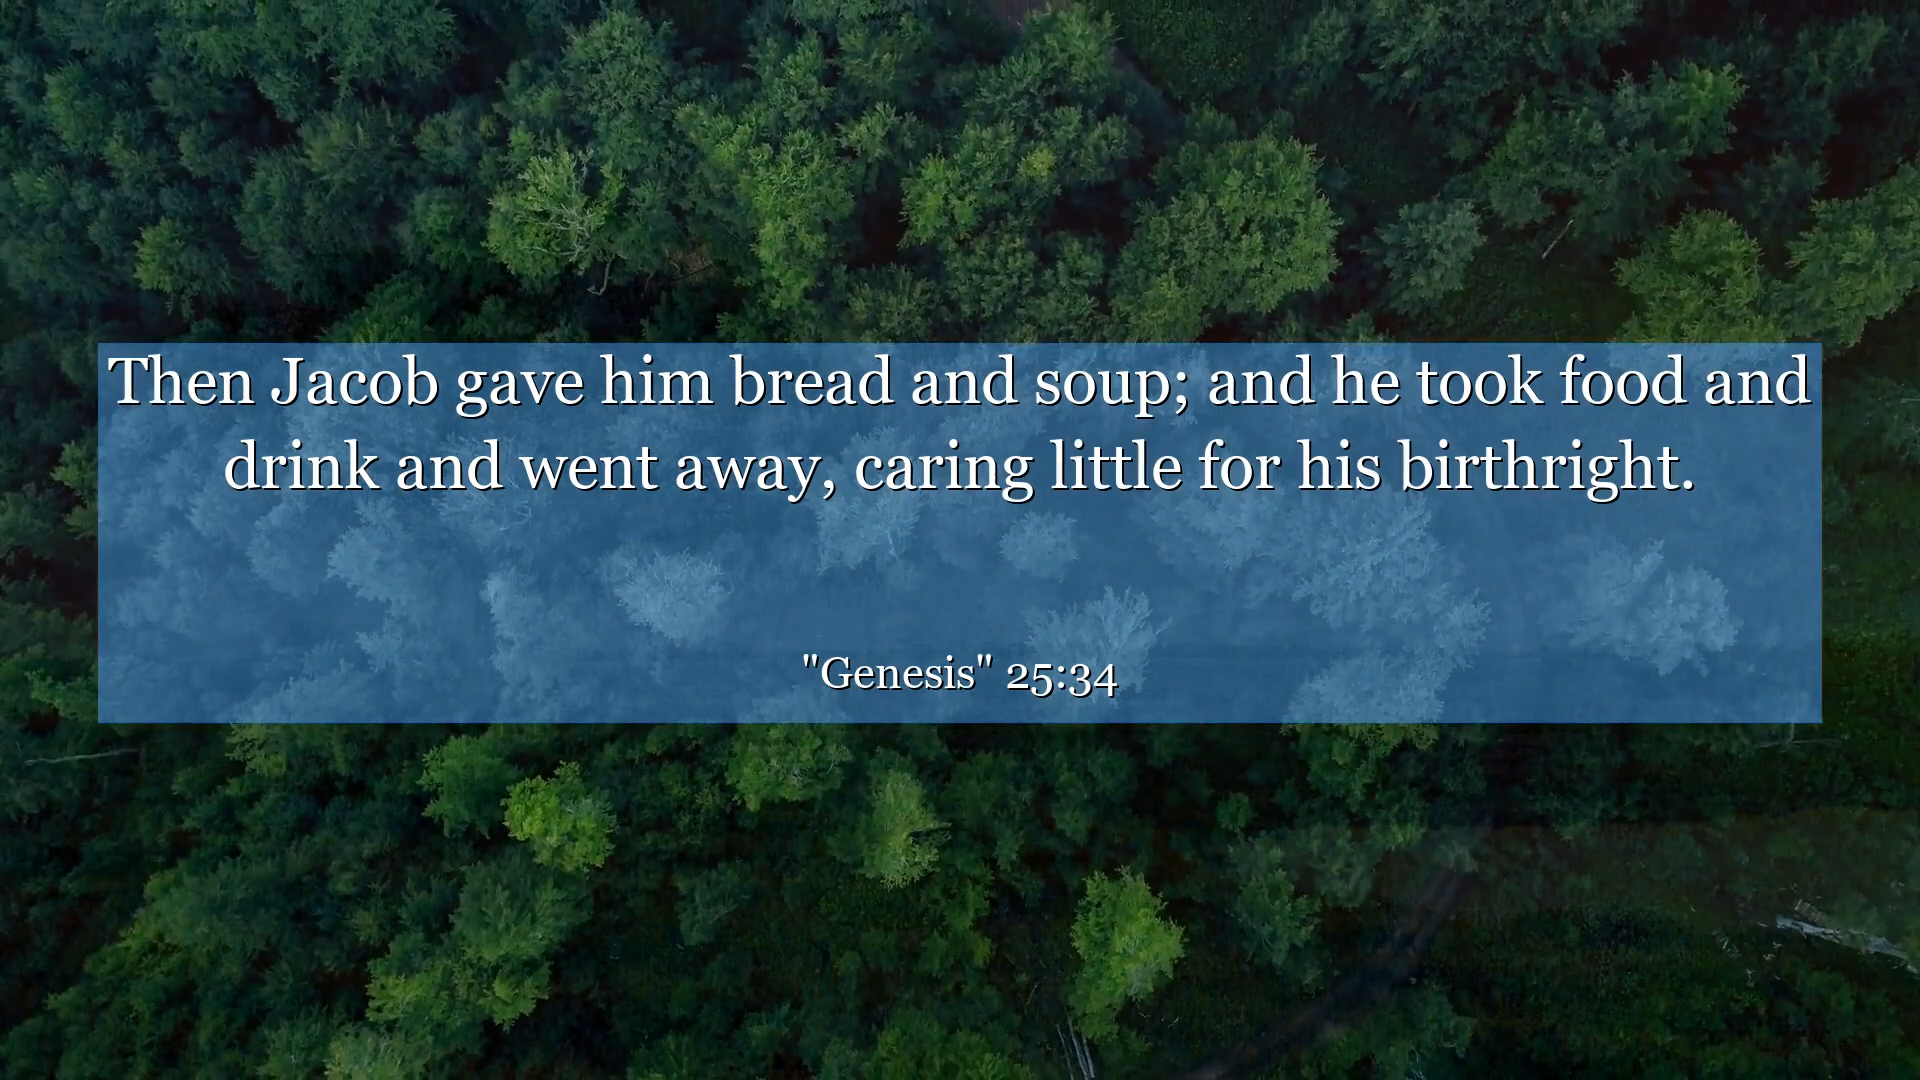 Then Jacob gave him bread and soup; and he took food and
drink and went away, caring little for his birthright.
"Genesis" 25:34